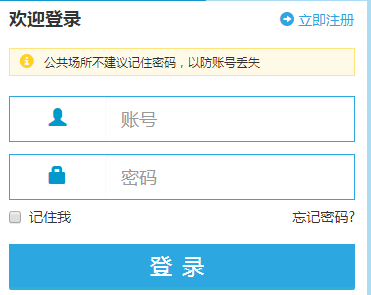 欢迎登录 立即注册
公共场所不建议记住密码，以防账号丢失
账号
密码
记住我 忘记密码?
登 录